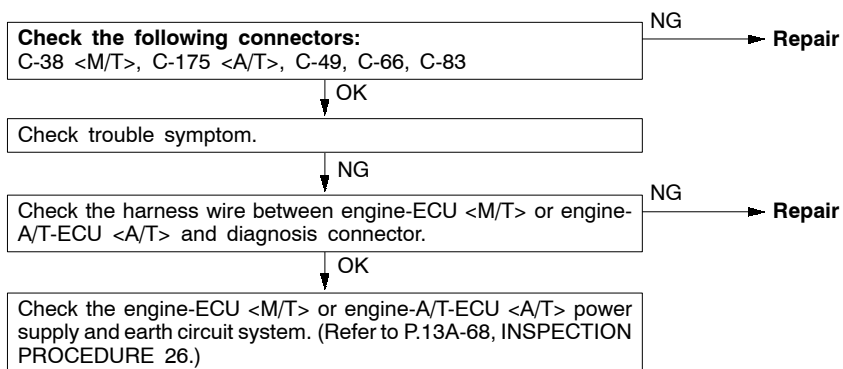 Check the following connectors:
C-38 <M/T>, C-175 <A/T>, C-49, C-66, C-83
NG
Repair
OK
Check trouble symptom.
NG
Check the harness wire between engine-ECU <M/T> or engine-
A/T-ECU <A/T> and diagnosis connector.
NG
Repair
OK
Check the engine-ECU <M/T> or engine-A/T-ECU <A/T> power
supply and earth circuit system. (Refer to P.13A-68, INSPECTION
PROCEDURE 26.)